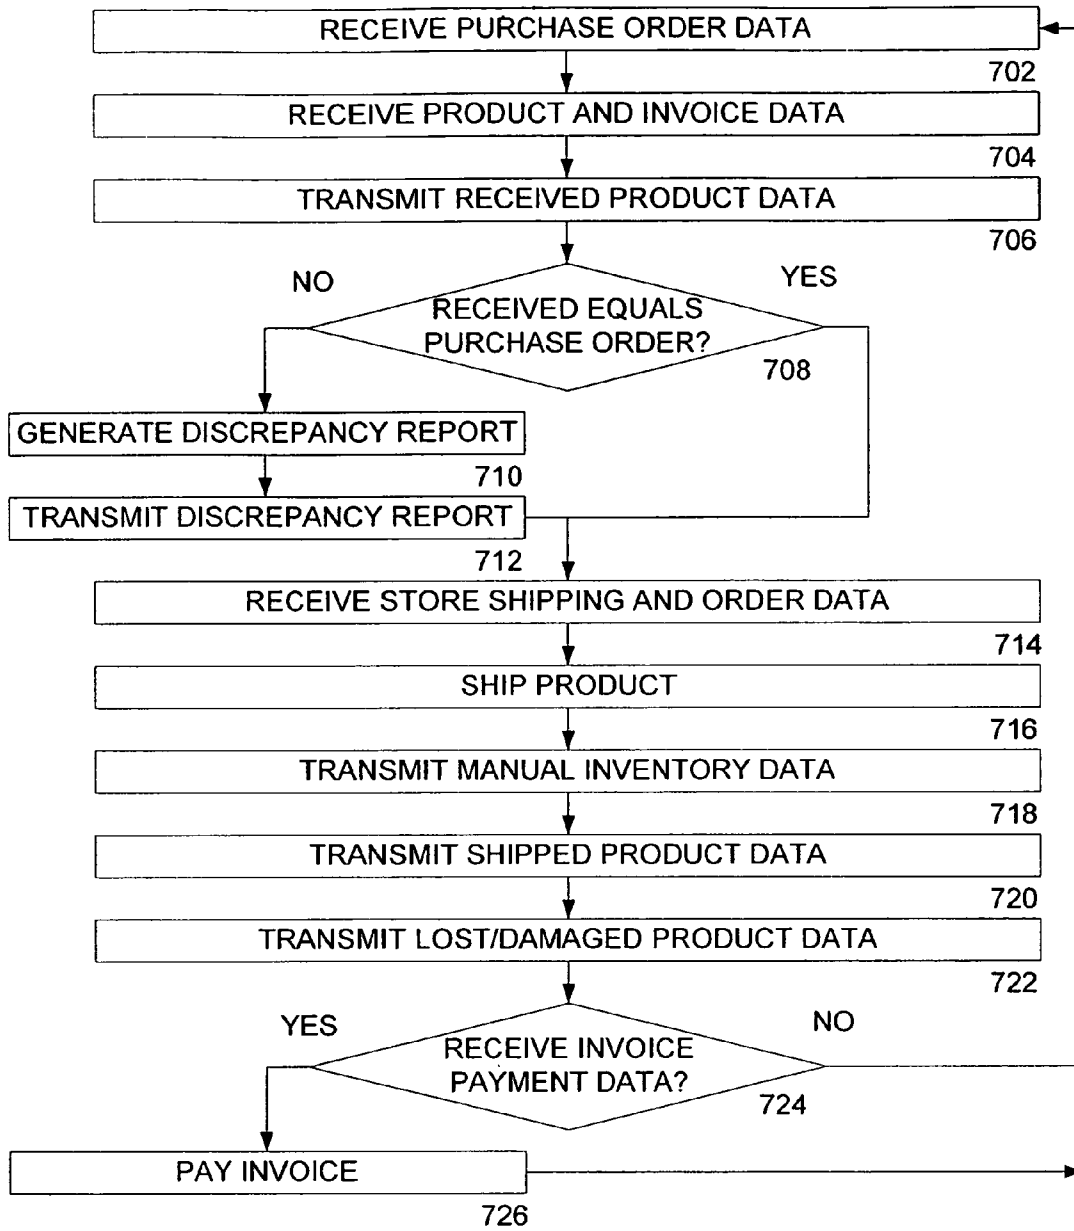 RECEIVE PURCHASE ORDER DATA
702
RECEIVE PRODUCT AND INVOICE DATA
704
TRANSMIT RECEIVED PRODUCT DATA
706
NO
YES
RECEIVED EQUALS
PURCHASE ORDER?
708
GENERATE DISCREPANCY REPORT
710
TRANSMIT DISCREPANCY REPORT
712
RECEIVE STORE SHIPPING AND ORDER DATA
714
SHIP PRODUCT
716
TRANSMIT MANUAL INVENTORY DATA
718
TRANSMIT SHIPPED PRODUCT DATA
720
TRANSMIT LOST/DAMAGED PRODUCT DATA
722
YES
NO
RECEIVE INVOICE
PAYMENT DATA?
724
PAY INVOICE
726